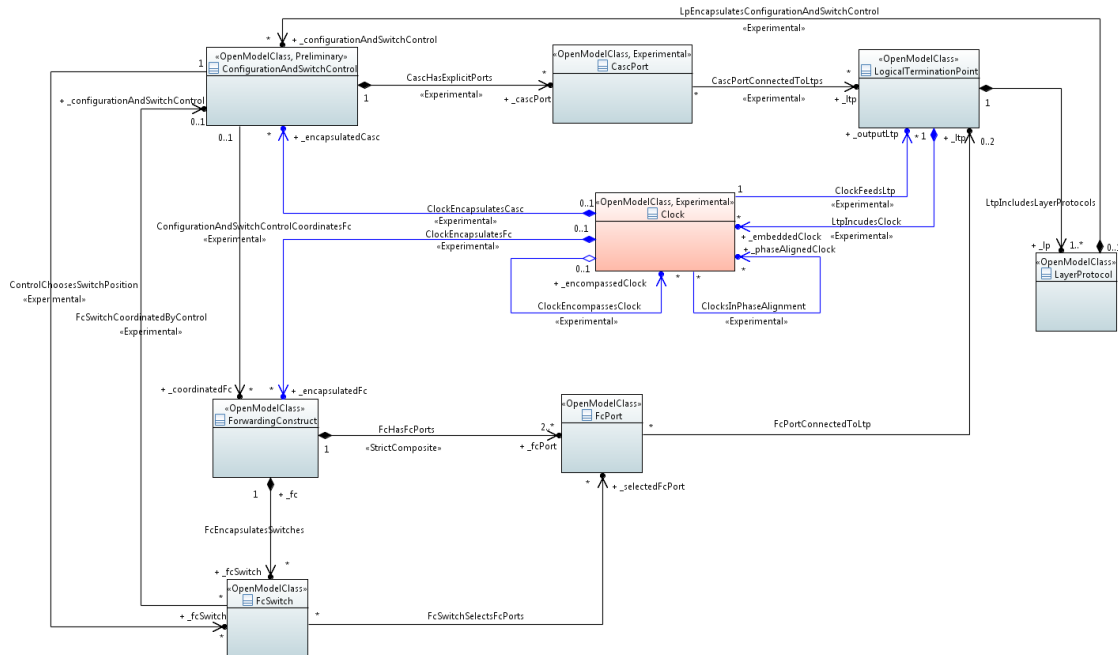 LpEncapsulatesConfigurationAndSwitchControl
«Experimental»
* + _configurationAndSwitchControl
«OpenModelClass, Preliminary»
ConfigurationAndSwitchControl
1
+ _configurationAndSwitchControl
0..1
0..1
* + _encapsulatedCasc
CascHasExplicitPorts
1
«Experimental»
*
+ _cascPort
«OpenModelClass, Experimental»
CascPort
*
CascPortConnectedToLtps
«Experimental»
*
+ _ltp
«OpenModelClass»
LogicalTerminationPoint
1
+ _outputLtp
* 1
+ _ltp
0..2
«OpenModelClass, Experimental»
Clock
1
ClockFeedsLtp
«Experimental»
LtpIncudesClock
«Experimental»
*
+ _embeddedClock
+ _phaseAlignedClock
*
0..1
ClockEncapsulatesCasc
«Experimental»
0..1
ClockEncapsulatesFc
«Experimental»
0..1
+ _encompassedClock
*
*
ClockEncompassesClock
«Experimental»
ClocksInPhaseAlignment
«Experimental»
LtpIncludesLayerProtocols
+ _lp
1..*
«OpenModelClass»
LayerProtocol
ConfigurationAndSwitchControlCoordinatesFc
«Experimental»
ControlChoosesSwitchPosition
«Experimental»
FcSwitchCoordinatedByControl
«Experimental»
+ _coordinatedFc
*
* + _encapsulatedFc
«OpenModelClass»
ForwardingConstruct
FcHasFcPorts
1
«StrictComposite»
2..*
+ _fcPort
«OpenModelClass»
FcPort
*
FcPortConnectedToLtp
* + _selectedFcPort
1
+ _fc
FcEncapsulatesSwitches
*
+ _fcSwitch
«OpenModelClass»
FcSwitch
*
+ _fcSwitch
*
*
FcSwitchSelectsFcPorts